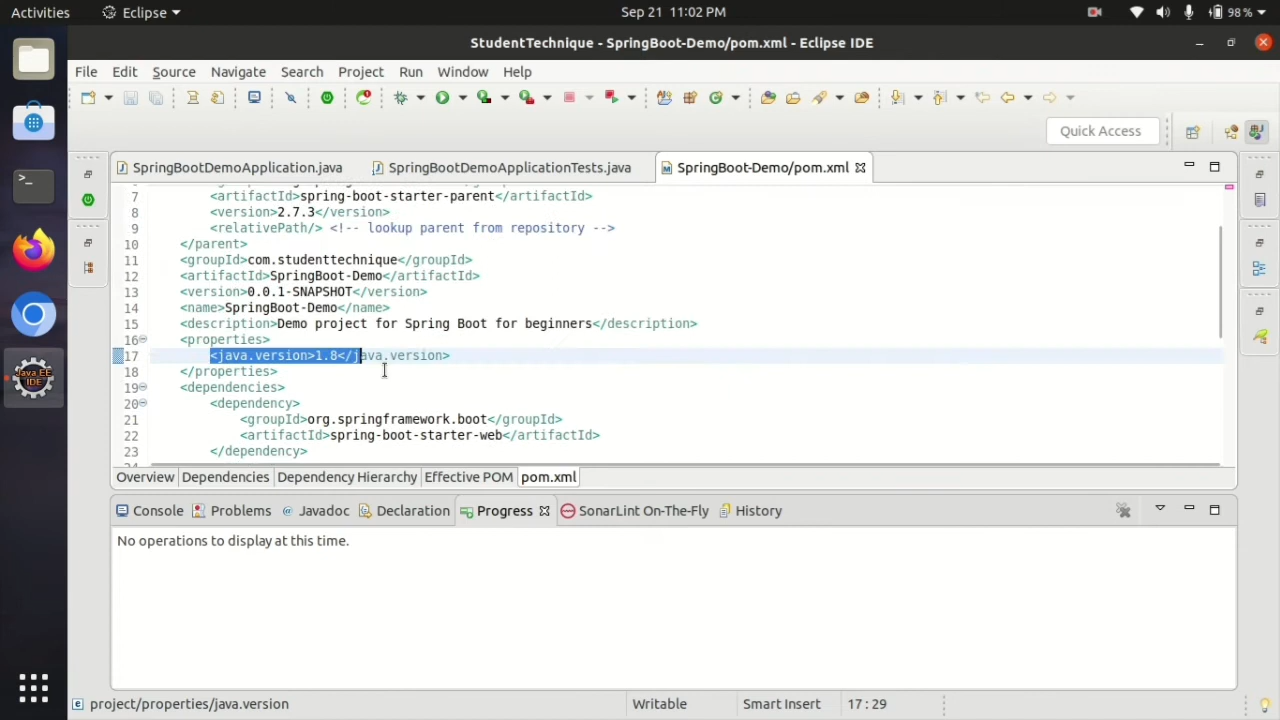 Activities Eclipse Sep 21 11:02 PM 98%
StudentTechnique - SpringBoot-Demo/pom.xml - Eclipse IDE
File Edit Source Navigate Search Project Run Window Help
Quick Access
SpringBootDemoApplication.java SpringBootDemoApplicationTests.java SpringBoot-Demo/pom.xml
7 <artifactId>spring-boot-starter-parent</artifactId>
8 <version>2.7.3</version>
9 <relativePath/> <!-- lookup parent from repository -->
10 </parent>
11 <groupId>com.studenttechnique</groupId>
12 <artifactId>SpringBoot-Demo</artifactId>
13 <version>0.0.1-SNAPSHOT</version>
14 <name>SpringBoot-Demo</name>
15 <description>Demo project for Spring Boot for beginners</description>
16 <properties>
17 <java.version>1.8</java.version>
18 </properties>
19 <dependencies>
20 <dependency>
21 <groupId>org.springframework.boot</groupId>
22 <artifactId>spring-boot-starter-web</artifactId>
23 </dependency>
Overview Dependencies Dependency Hierarchy Effective POM pom.xml
Console Problems Javadoc Declaration Progress SonarLint On-The-Fly History
No operations to display at this time.
Java EE
IDE
project/properties/java.version Writable Smart Insert 17 : 29